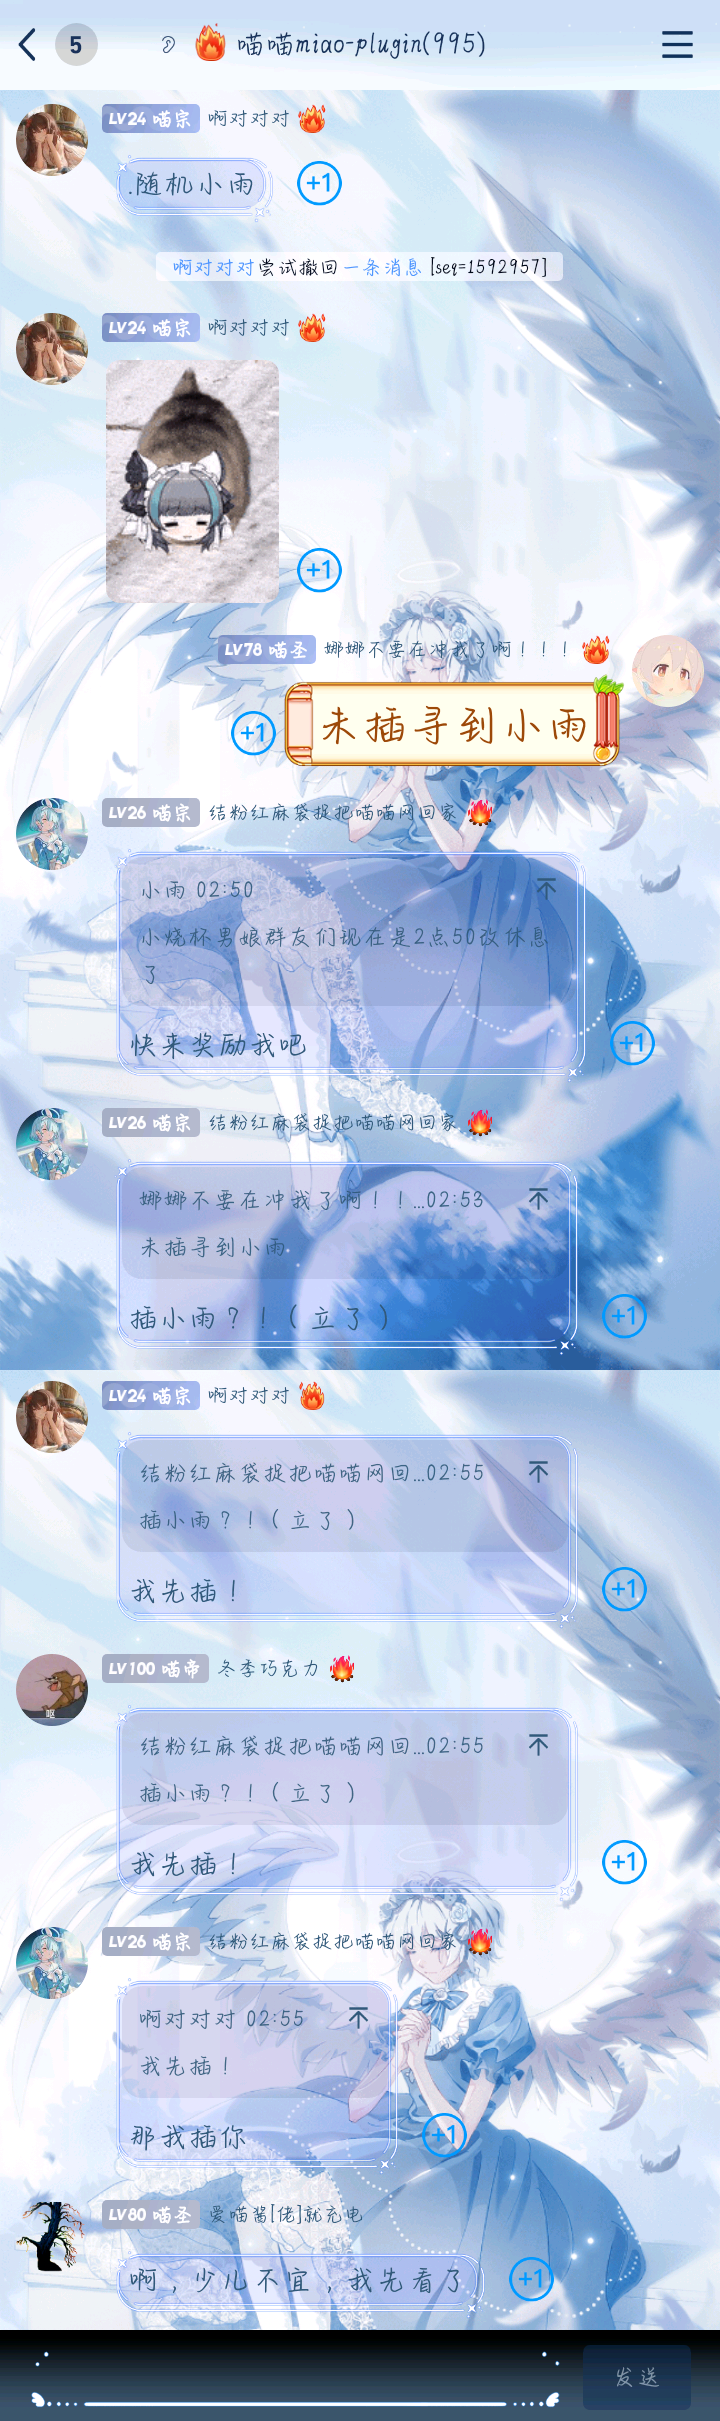 5
喵喵miao-plugin(995)
LV24 喵宗 啊对对对
.随机小雨
+1
啊对对对尝试撤回一条消息 [seq=1592957]
LV24 喵宗 啊对对对
+1
LV78 喵圣 娜娜不要在冲我了啊！！！
+1
未插寻到小雨
LV26 喵宗 结粉红麻袋捉把喵喵网回家
小雨 02:50
小烧杯男娘群友们现在是2点50改休息
了
快来奖励我吧
+1
LV26 喵宗 结粉红麻袋捉把喵喵网回家
娜娜不要在冲我了啊！！...02:53
未插寻到小雨
插小雨？！（立了）
+1
LV24 喵宗 啊对对对
结粉红麻袋捉把喵喵网回...02:55
插小雨？！（立了）
我先插！
+1
LV100 喵帝 冬季巧克力
呕
结粉红麻袋捉把喵喵网回...02:55
插小雨？！（立了）
我先插！
+1
LV26 喵宗 结粉红麻袋捉把喵喵网回家
啊对对对 02:55
我先插！
那我插你
+1
LV80 喵圣 爱喵酱[佬]就充电
啊，少儿不宜，我先看了
+1
发送